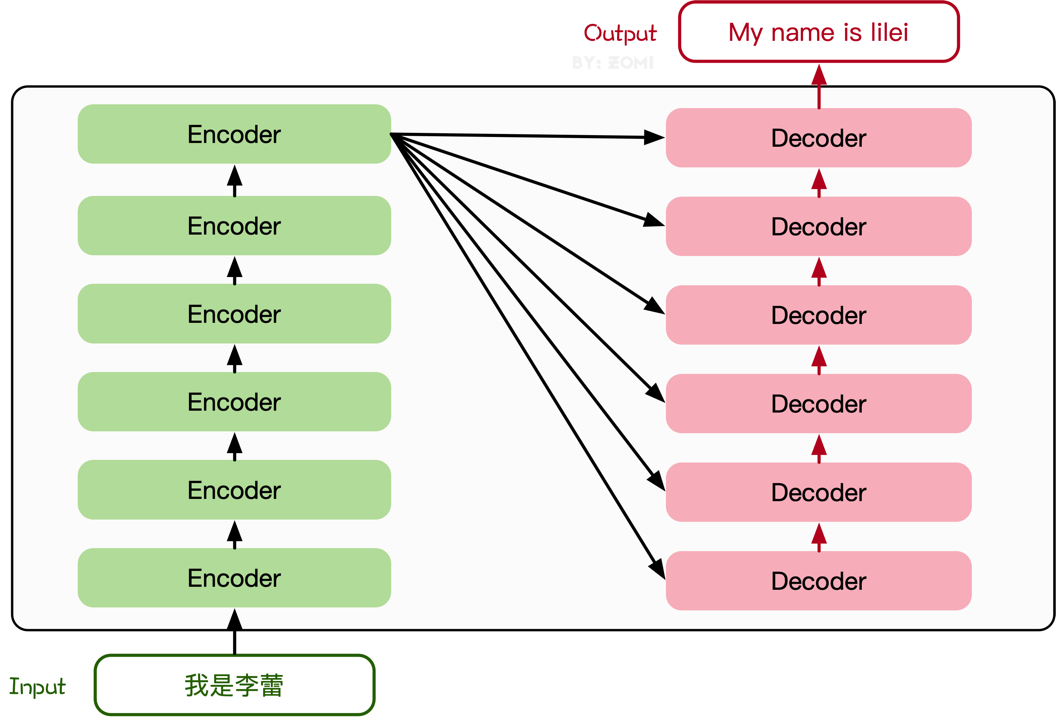 Output
My name is lilei
BY: ZOMI
Encoder
Decoder
Encoder
Decoder
Encoder
Decoder
Encoder
Decoder
Encoder
Decoder
Encoder
Decoder
Input
我是李蕾